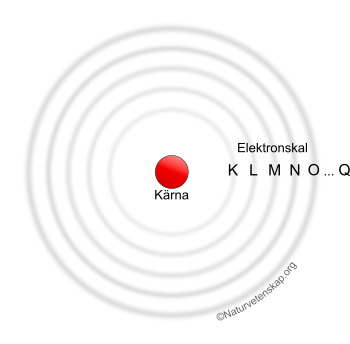 Elektronskal
K L M N O ... Q
Kärna
©Naturvetenskap.org